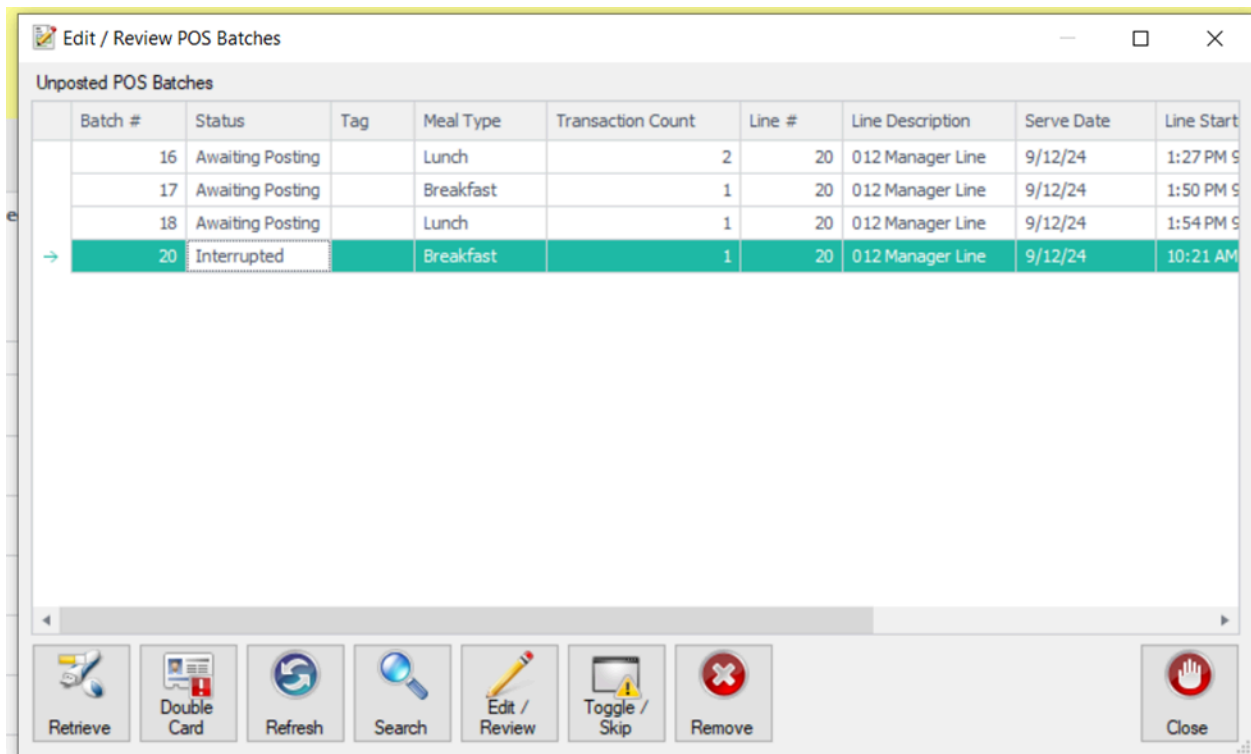 Edit / Review POS Batches
Unposted POS Batches
Batch # Status Tag Meal Type Transaction Count Line # Line Description Serve Date Line Start
16 Awaiting Posting Lunch 2 20 012 Manager Line 9/12/24 1:27 PM 9
17 Awaiting Posting Breakfast 1 20 012 Manager Line 9/12/24 1:50 PM 9
18 Awaiting Posting Lunch 1 20 012 Manager Line 9/12/24 1:54 PM 9
e
20 Interrupted Breakfast 1 20 012 Manager Line 9/12/24 10:21 AM
Retrieve
Double
Card
Refresh
Search
Edit /
Review
Toggle /
Skip
Remove
Close